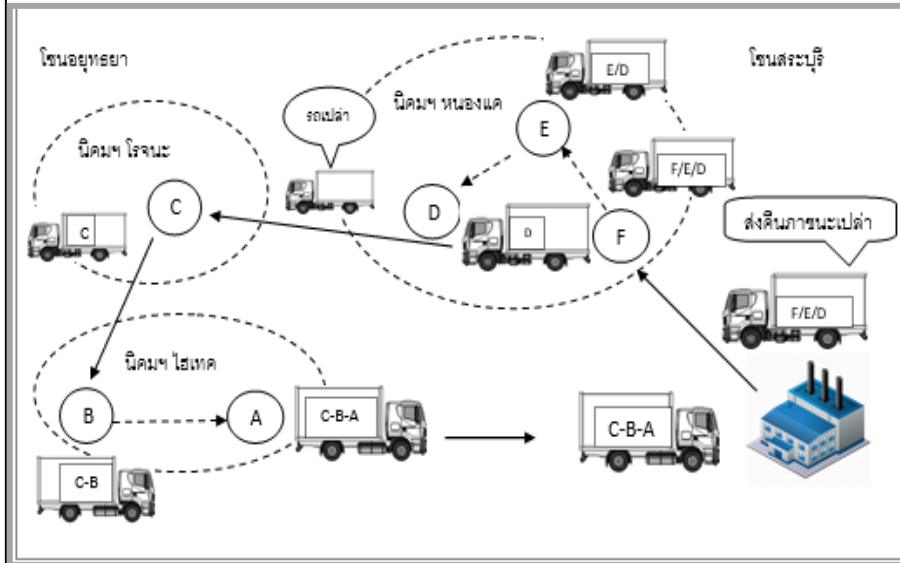 โซนอยุทธยา
โซนสระบุรี
E/D
นิคมฯ หนองแค
รถเปล่า
E
นิคมฯ โรจนะ
F/E/D
C
D
C
D
F
ส่งคืนภาชนะเปล่า
F/E/D
นิคมฯ ไฮเทค
B
A
C-B-A
C-B-A
C-B